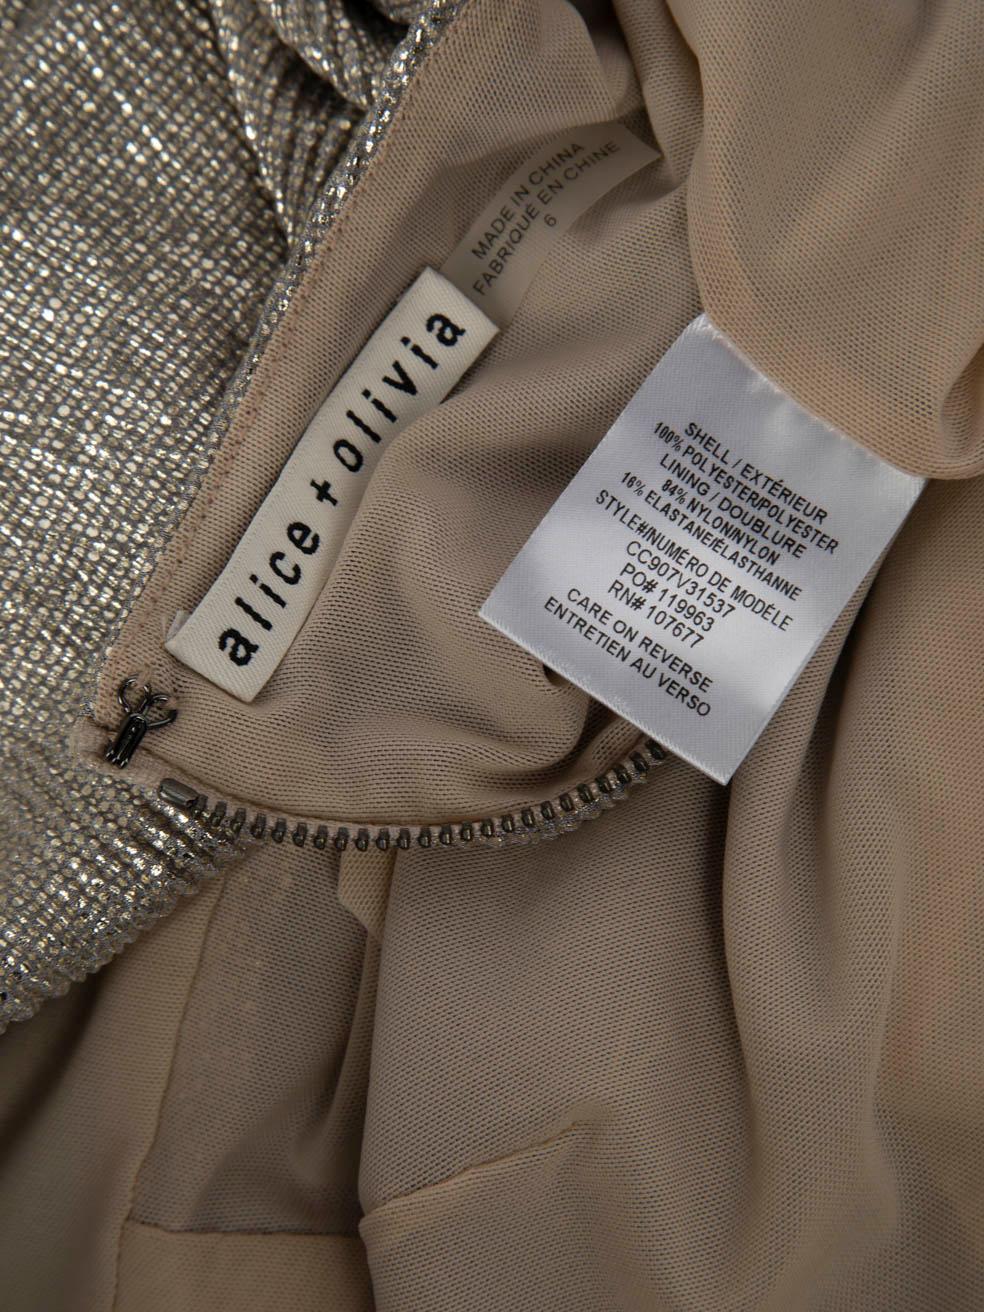 MADE IN CHINA
FABRIQUÉ EN CHINE
6
alice + olivia
SHELL / EXTÉRIEUR
100% POLYESTER/POLYESTER
LINING / DOUBLURE
84% NYLON/NYLON
16% ELASTANE/ÉLASTHANNE
STYLE#/NUMÉRO DE MODÈLE
CC907V31537
PO# 119963
RN# 107677
CARE ON REVERSE
ENTRETIEN AU VERSO